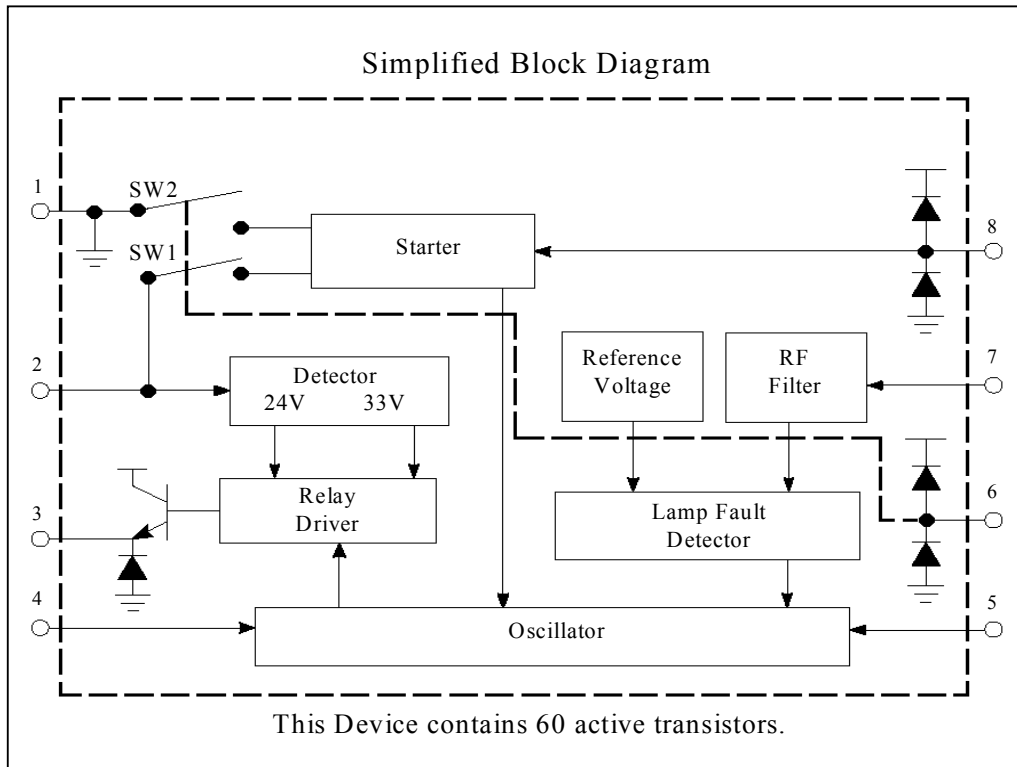 Simplified Block Diagram
1
SW2
Starter
8
SW1
2
Detector
24V 33V
Reference
Voltage
RF
Filter
7
3
Relay
Driver
Lamp Fault
Detector
6
4
Oscillator
5
This Device contains 60 active transistors.